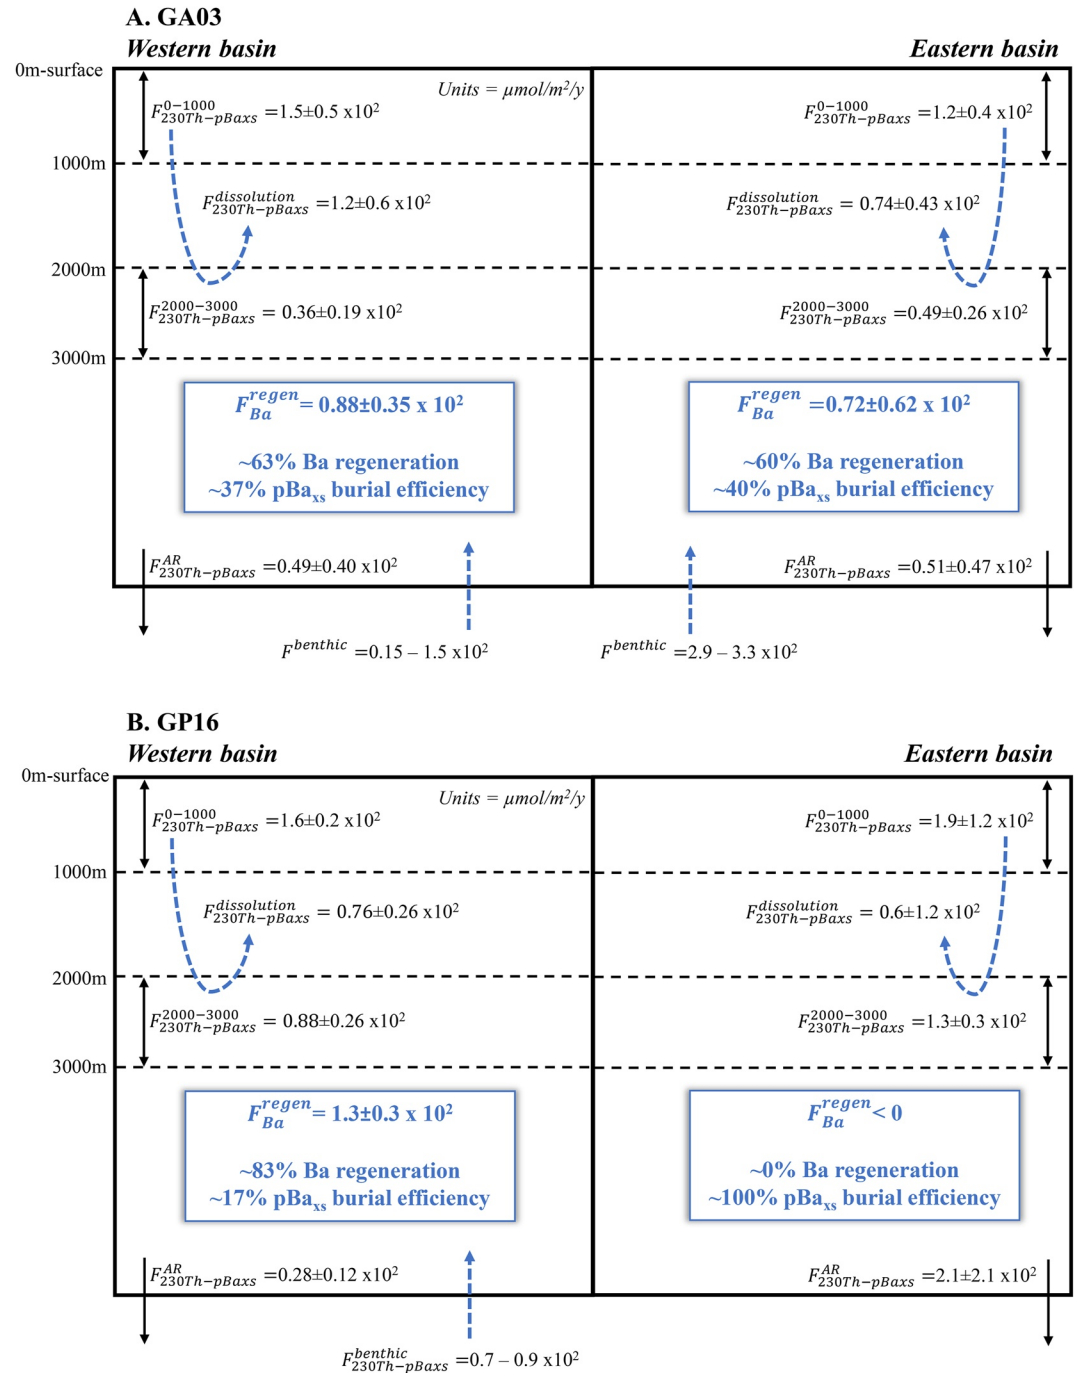 A. GA03
Western basin Eastern basin
0m-surface
Units = μmol/m²/y
F^{0−1000}_{230Th−pBaxs} =1.5±0.5 x10² F^{0−1000}_{230Th−pBaxs} =1.2±0.4 x10²
1000m
F^{dissolution}_{230Th−pBaxs} =1.2±0.6 x10² F^{dissolution}_{230Th−pBaxs} = 0.74±0.43 x10²
2000m
F^{2000−3000}_{230Th−pBaxs} = 0.36±0.19 x10² F^{2000−3000}_{230Th−pBaxs} =0.49±0.26 x10²
3000m
F^{regen}_{Ba} = 0.88±0.35 x 10² F^{regen}_{Ba} =0.72±0.62 x 10²
~63% Ba regeneration ~60% Ba regeneration
~37% pBa_{xs} burial efficiency ~40% pBa_{xs} burial efficiency
F^{AR}_{230Th−pBaxs} =0.49±0.40 x10² F^{AR}_{230Th−pBaxs} =0.51±0.47 x10²
F^{benthic} =0.15 – 1.5 x10² F^{benthic} =2.9 – 3.3 x10²
B. GP16
Western basin Eastern basin
0m-surface
Units = μmol/m²/y
F^{0−1000}_{230Th−pBaxs} =1.6±0.2 x10² F^{0−1000}_{230Th−pBaxs} =1.9±1.2 x10²
1000m
F^{dissolution}_{230Th−pBaxs} = 0.76±0.26 x10² F^{dissolution}_{230Th−pBaxs} = 0.6±1.2 x10²
2000m
F^{2000−3000}_{230Th−pBaxs} = 0.88±0.26 x10² F^{2000−3000}_{230Th−pBaxs} =1.3±0.3 x10²
3000m
F^{regen}_{Ba} = 1.3±0.3 x 10² F^{regen}_{Ba} < 0
~83% Ba regeneration ~0% Ba regeneration
~17% pBa_{xs} burial efficiency ~100% pBa_{xs} burial efficiency
F^{AR}_{230Th−pBaxs} =0.28±0.12 x10² F^{AR}_{230Th−pBaxs} =2.1±2.1 x10²
F^{benthic}_{230Th−pBaxs} =0.7 – 0.9 x10²